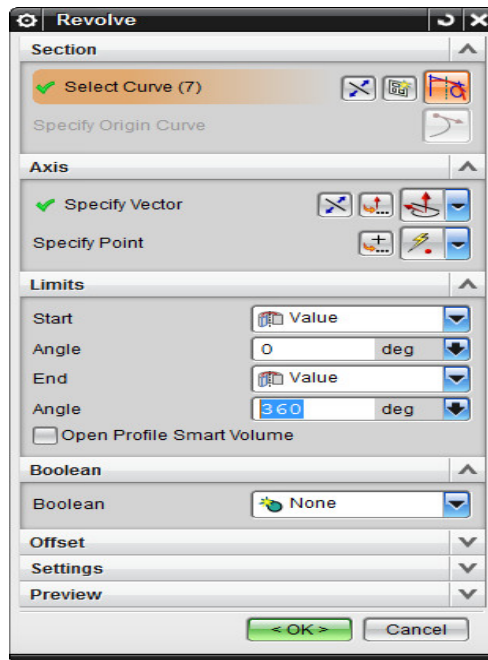 Revolve
Section
Select Curve (7)
Specify Origin Curve
Axis
Specify Vector
Specify Point
Limits
Start Value
Angle 0 deg
End Value
Angle 360 deg
Open Profile Smart Volume
Boolean
Boolean None
Offset
Settings
Preview
< OK > Cancel